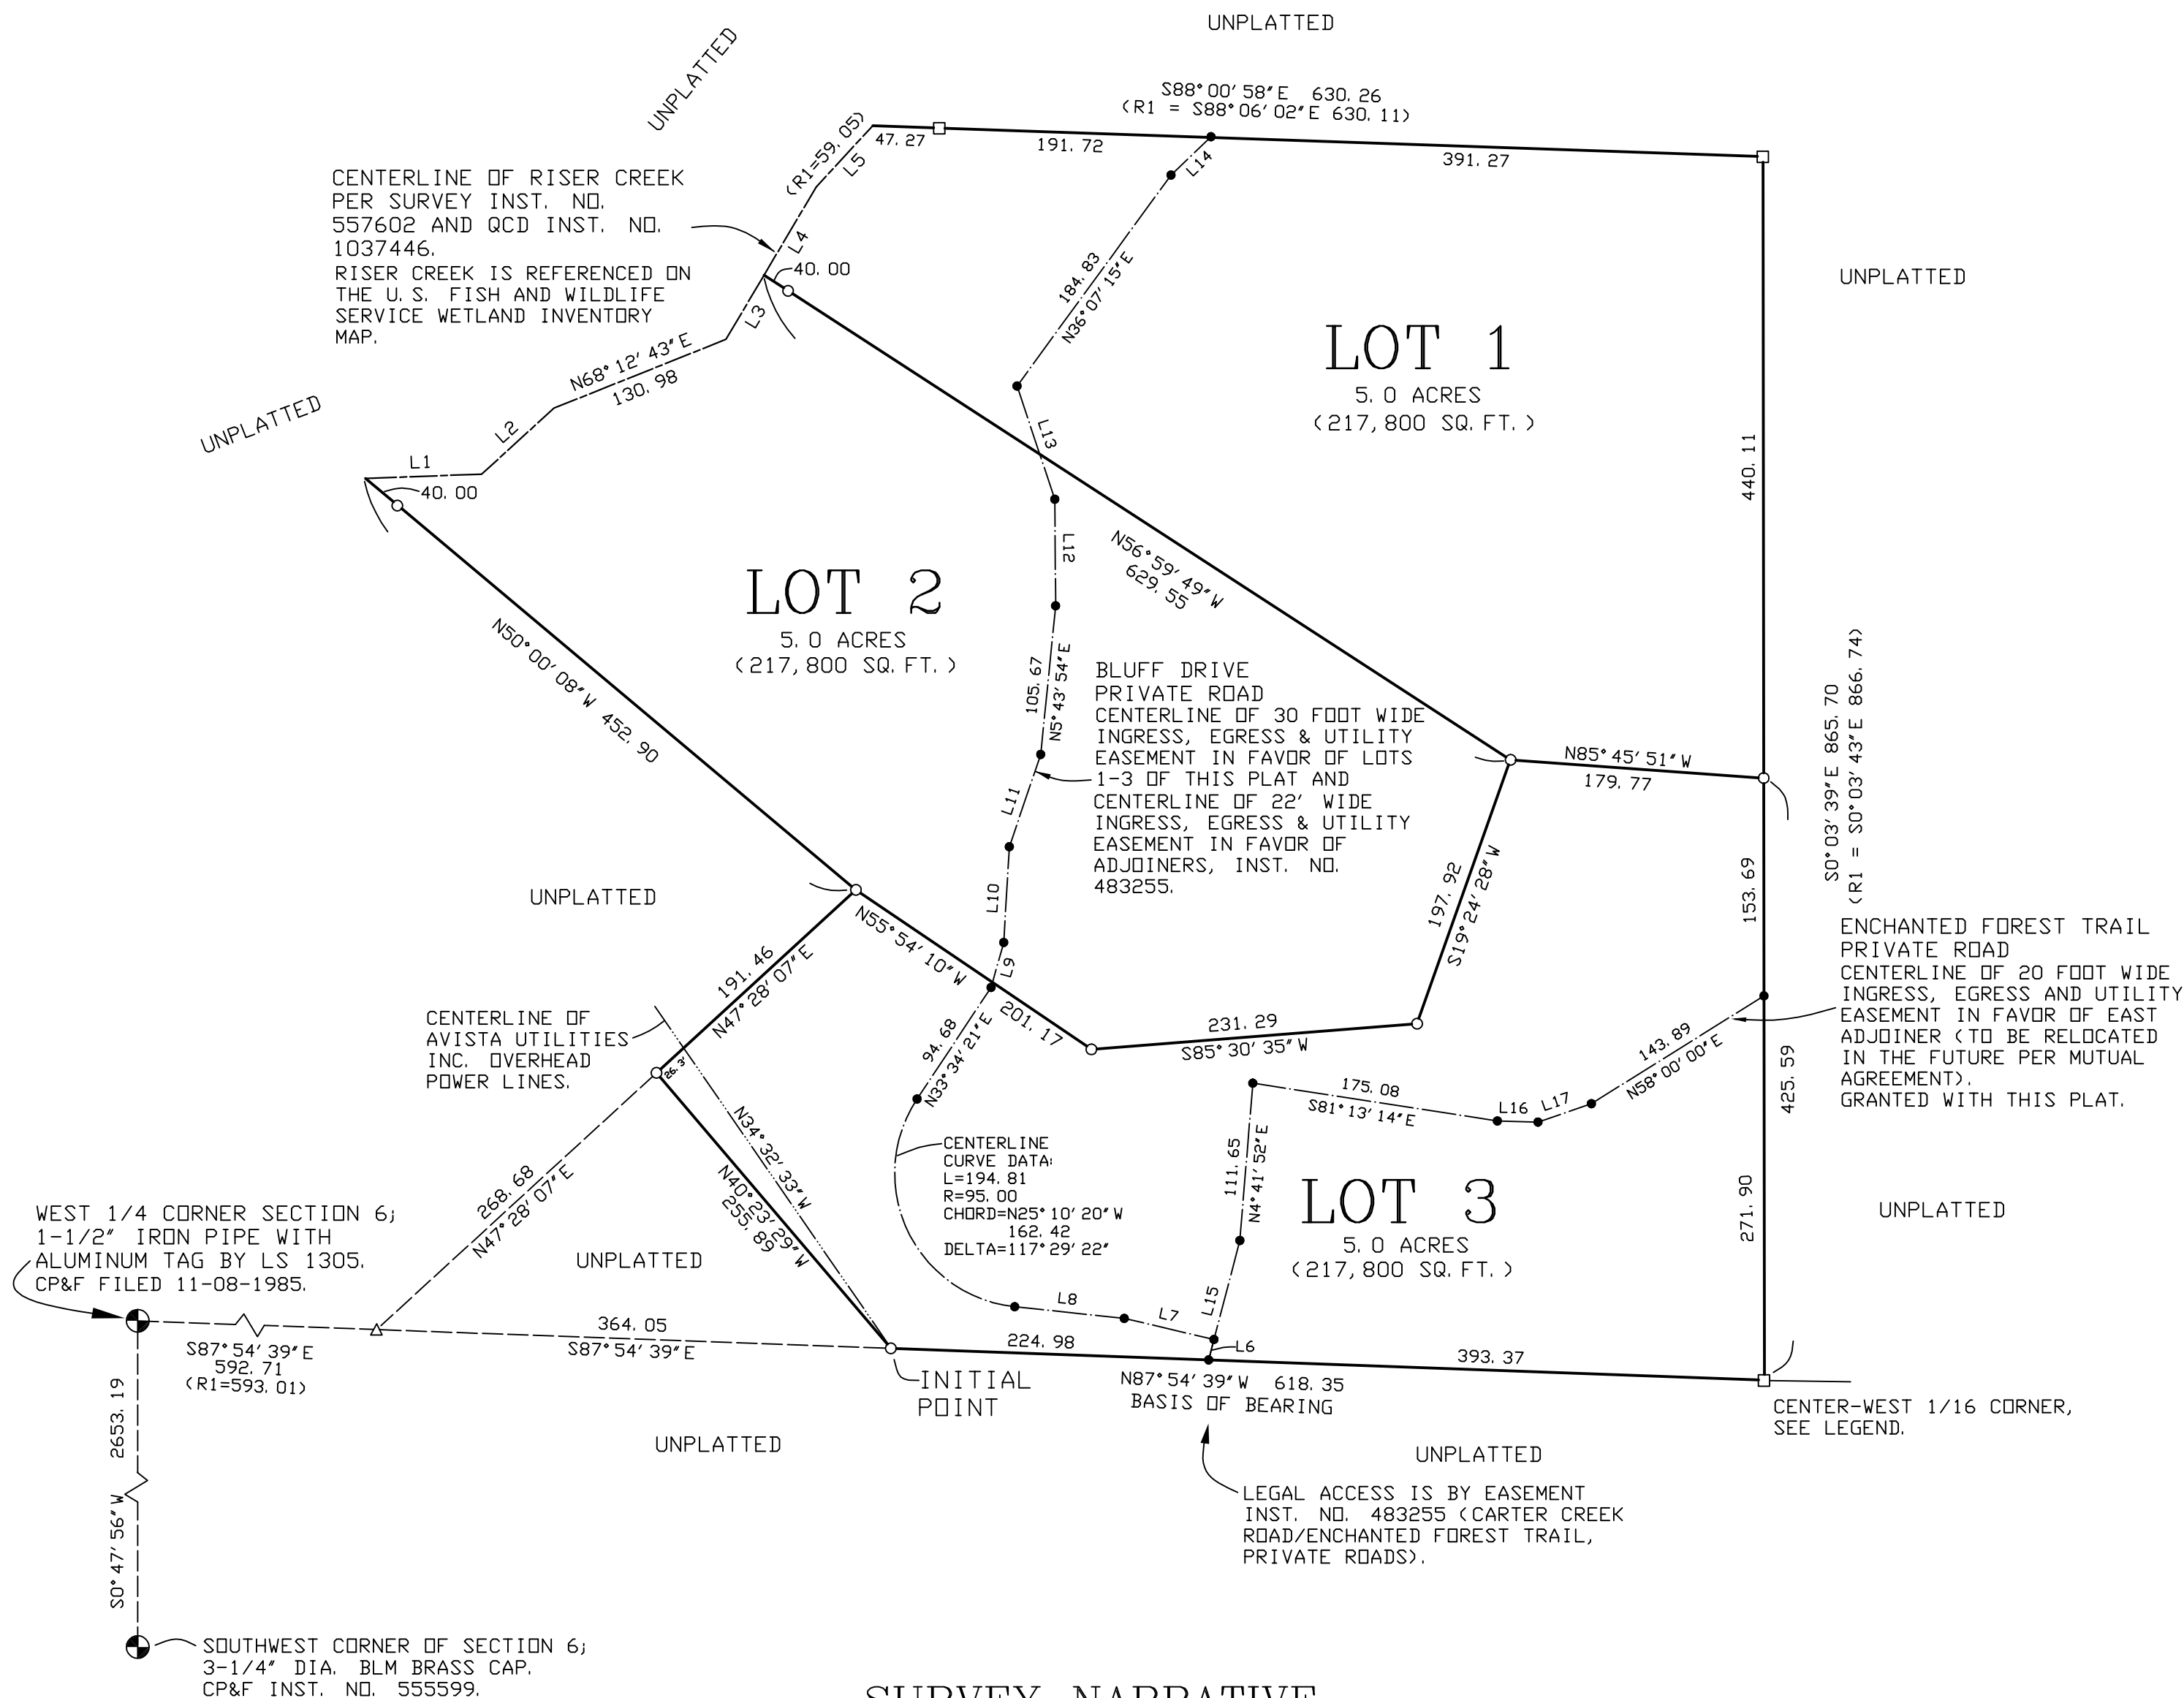 UNPLATTED
UNPLATTED
S88°00'58"E 630.26
(R1 = S88°06'02"E 630.11)
(R1=59.05)
L5
47.27
191.72
391.27
L14
CENTERLINE OF RISER CREEK
PER SURVEY INST. NO.
557602 AND QCD INST. NO.
1037446.
RISER CREEK IS REFERENCED ON
THE U.S. FISH AND WILDLIFE
SERVICE WETLAND INVENTORY
MAP.
L4
40.00
L3
184.83
N36°07'15"E
UNPLATTED
LOT 1
5.0 ACRES
(217,800 SQ.FT.)
N68°12'43"E
130.98
UNPLATTED
L2
L1
40.00
L13
440.11
L12
N56°59'49"W
629.55
LOT 2
5.0 ACRES
(217,800 SQ.FT.)
N50°00'08"W 452.90
105.67
N5°43'54"E
BLUFF DRIVE
PRIVATE ROAD
CENTERLINE OF 30 FOOT WIDE
INGRESS, EGRESS & UTILITY
EASEMENT IN FAVOR OF LOTS
1-3 OF THIS PLAT AND
CENTERLINE OF 22' WIDE
INGRESS, EGRESS & UTILITY
EASEMENT IN FAVOR OF
ADJOINERS, INST. NO.
483255.
N85°45'51"W
179.77
S0°03'39"E 865.70
(R1 = S0°03'43"E 866.74)
L11
197.92
S19°24'28"W
153.69
UNPLATTED
L10
N55°54'10"W
201.17
L9
191.46
N47°28'07"E
ENCHANTED FOREST TRAIL
PRIVATE ROAD
CENTERLINE OF 20 FOOT WIDE
INGRESS, EGRESS AND UTILITY
EASEMENT IN FAVOR OF EAST
ADJOINER (TO BE RELOCATED
IN THE FUTURE PER MUTUAL
AGREEMENT).
GRANTED WITH THIS PLAT.
CENTERLINE OF
AVISTA UTILITIES
INC. OVERHEAD
POWER LINES.
26.3'
94.68
N33°34'21"E
231.29
S85°30'35"W
143.89
N58°00'00"E
425.59
175.08
S81°13'14"E
L16
L17
N34°32'33"W
N40°23'29"W
255.89
CENTERLINE
CURVE DATA:
L=194.81
R=95.00
CHORD=N25°10'20"W
162.42
DELTA=117°29'22"
111.65
N4°41'52"E
LOT 3
5.0 ACRES
(217,800 SQ.FT.)
271.90
UNPLATTED
268.68
N47°28'07"E
WEST 1/4 CORNER SECTION 6;
1-1/2" IRON PIPE WITH
ALUMINUM TAG BY LS 1305.
CP&F FILED 11-08-1985.
UNPLATTED
L8
L7
L15
L6
364.05
S87°54'39"E
S87°54'39"E
592.71
(R1=593.01)
224.98
393.37
N87°54'39"W 618.35
BASIS OF BEARING
INITIAL
POINT
CENTER-WEST 1/16 CORNER,
SEE LEGEND.
2653.19
S0°47'56"W
UNPLATTED
UNPLATTED
LEGAL ACCESS IS BY EASEMENT
INST. NO. 483255 (CARTER CREEK
ROAD/ENCHANTED FOREST TRAIL,
PRIVATE ROADS).
SOUTHWEST CORNER OF SECTION 6;
3-1/4" DIA. BLM BRASS CAP.
CP&F INST. NO. 555599.
SURVEY NARRATIVE